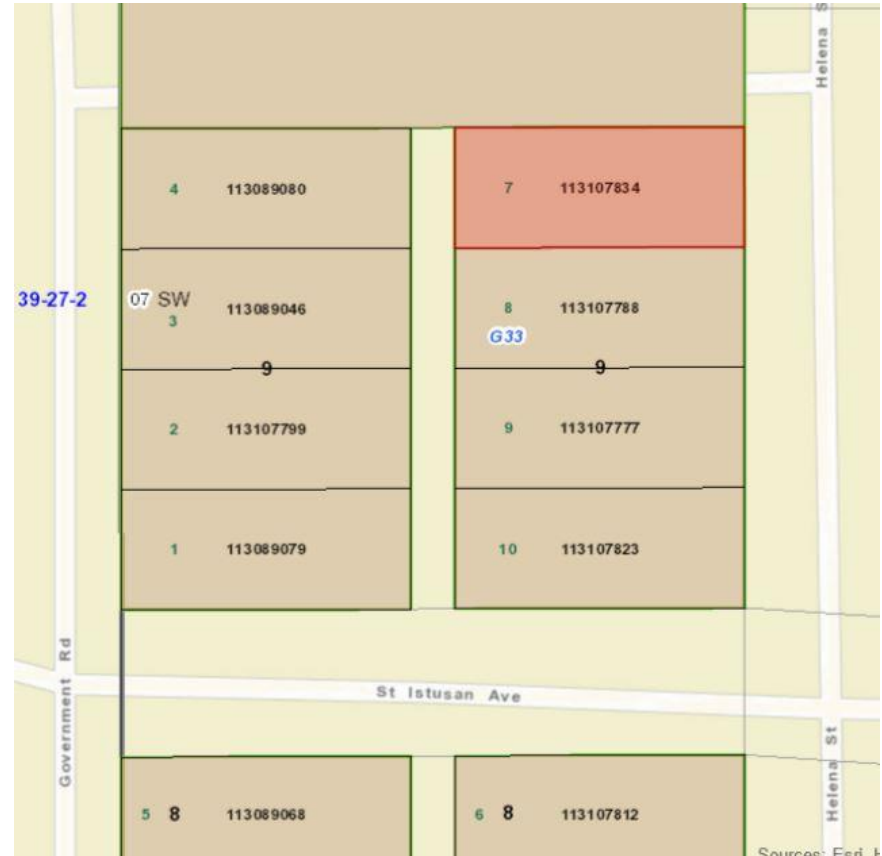 Helena S
4 113089080
7 113107834
39-27-2
07 SW
3 113089046
8 113107788
G33
9
9
2 113107799
9 113107777
1 113089079
10 113107823
St Istusan Ave
Government Rd
Helena St
5 8 113089068
6 8 113107812
Sources: Esri, H